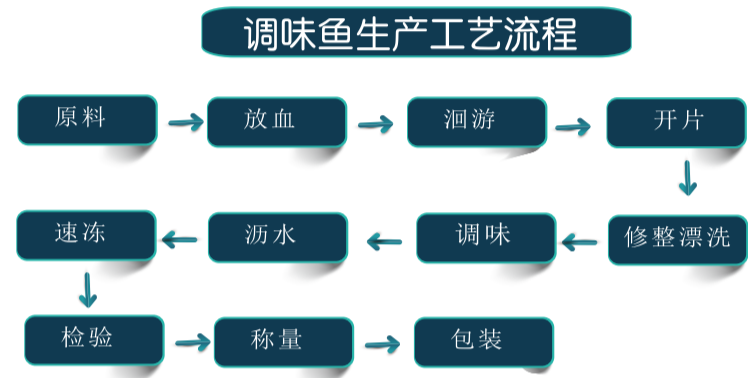 调味鱼生产工艺流程
原料
放血
洄游
开片
修整漂洗
调味
沥水
速冻
检验
称量
包装